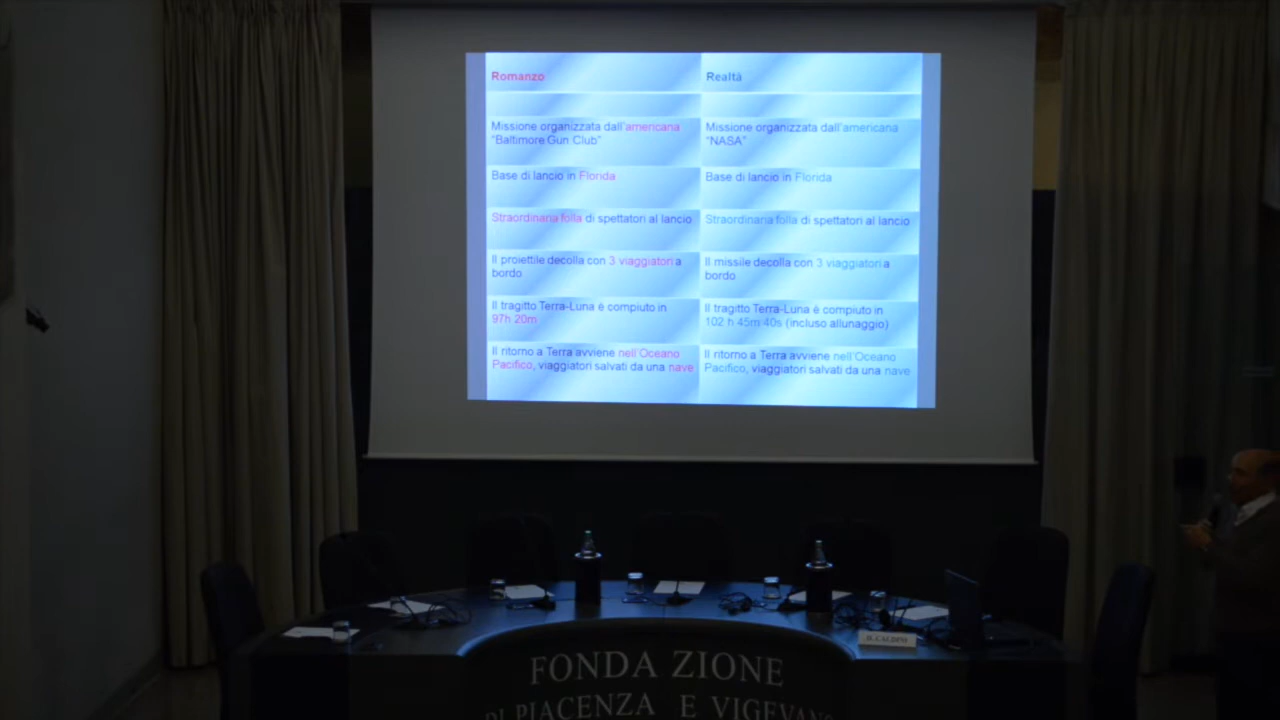 Romanzo
Realtà
Missione organizzata dall'americana
"Baltimore Gun Club"
Missione organizzata dall'americana
"NASA"
Base di lancio in Florida
Base di lancio in Florida
Straordinaria folla di spettatori al lancio
Straordinaria folla di spettatori al lancio
Il proiettile decolla con 3 viaggiatori a
bordo
Il missile decolla con 3 viaggiatori a
bordo
Il tragitto Terra-Luna è compiuto in
97h 20m
Il tragitto Terra-Luna è compiuto in
102 h 45m 40s (incluso allunaggio)
Il ritorno a Terra avviene nell'Oceano
Pacifico, viaggiatori salvati da una nave
Il ritorno a Terra avviene nell'Oceano
Pacifico, viaggiatori salvati da una nave
FONDAZIONE
DI PIACENZA E VIGEVANO